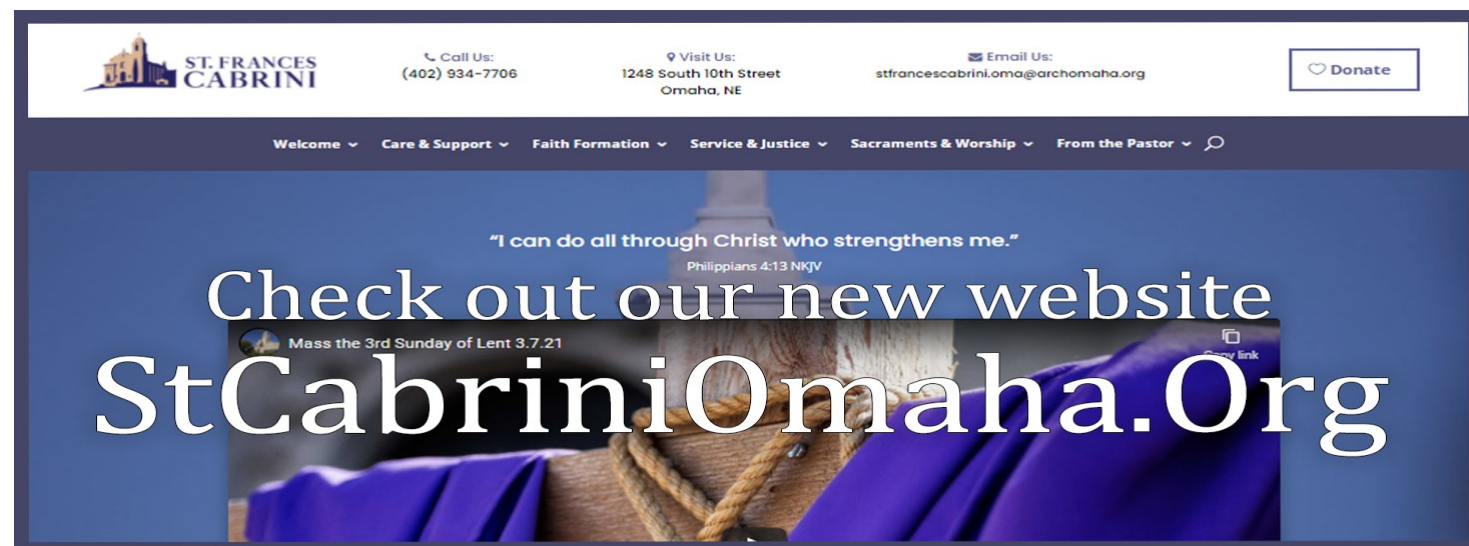 ST. FRANCES
CABRINI
Call Us:
(402) 934-7706
Visit Us:
1248 South 10th Street
Omaha, NE
Email Us:
stfrancescabrini.oma@archomaha.org
Donate
Welcome
Care & Support
Faith Formation
Service & Justice
Sacraments & Worship
From the Pastor
“I can do all through Christ who strengthens me.”
Philippians 4:13 NKJV
Check out our new website
Mass the 3rd Sunday of Lent 3.7.21
Copy link
StCabriniOmaha.Org